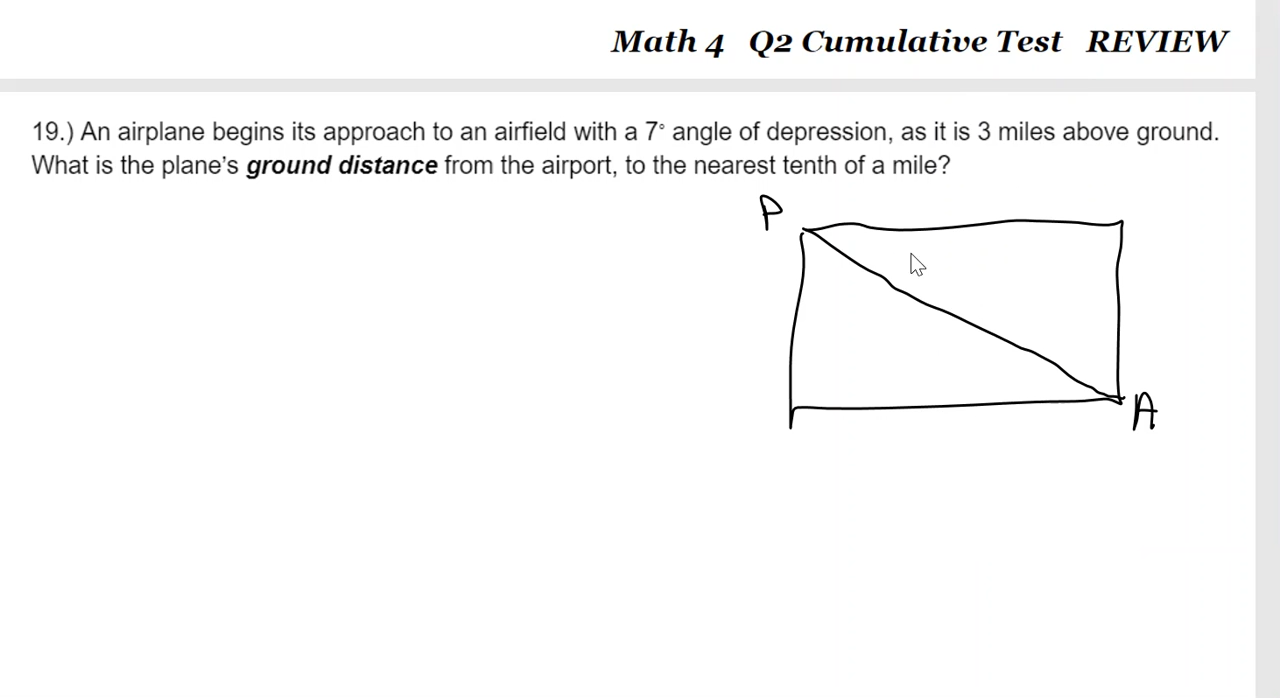 Math 4 Q2 Cumulative Test REVIEW
19.) An airplane begins its approach to an airfield with a 7° angle of depression, as it is 3 miles above ground.
What is the plane's ground distance from the airport, to the nearest tenth of a mile?
P
A